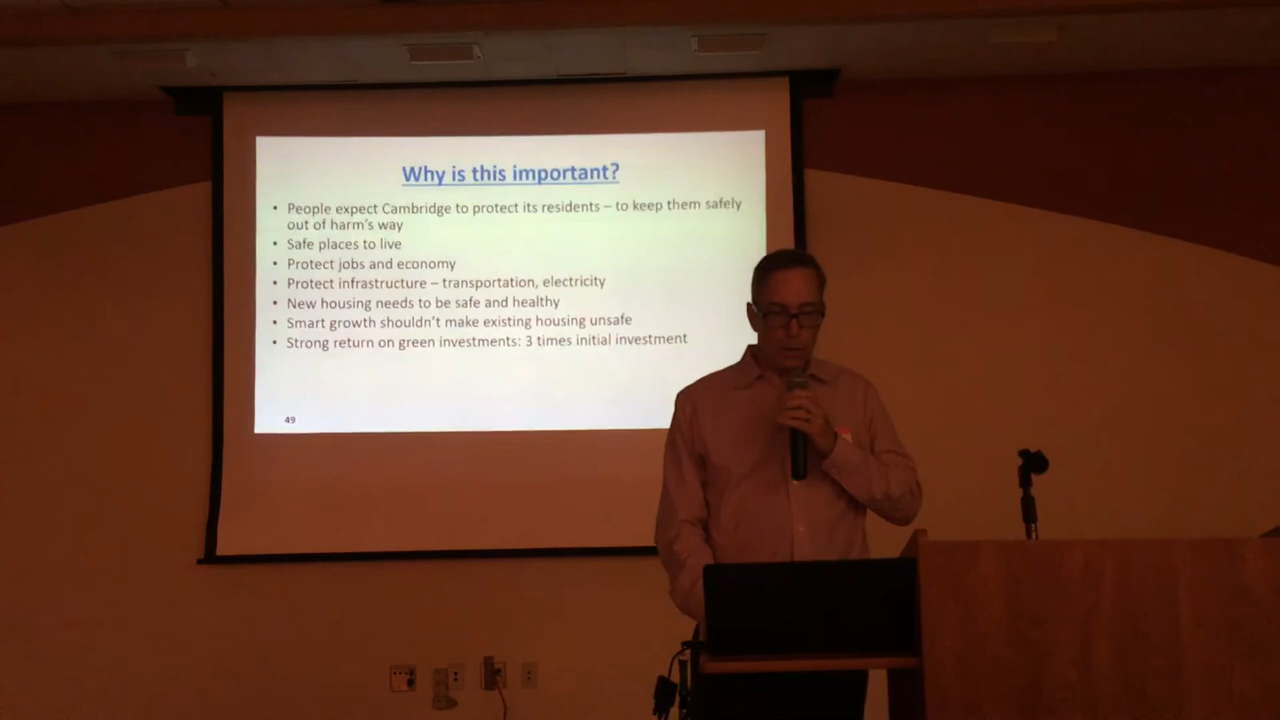 Why is this important?
• People expect Cambridge to protect its residents – to keep them safely
out of harm's way
• Safe places to live
• Protect jobs and economy
• Protect infrastructure – transportation, electricity
• New housing needs to be safe and healthy
• Smart growth shouldn't make existing housing unsafe
• Strong return on green investments: 3 times initial investment
49